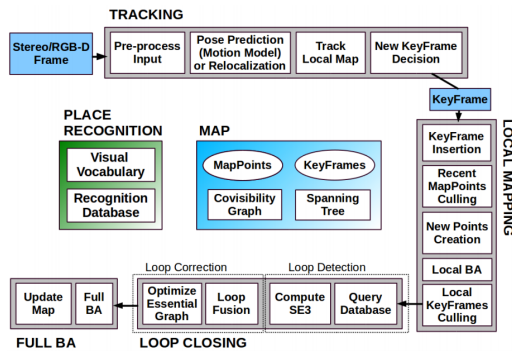 TRACKING
Stereo/RGB-D
Frame
Pre-process
Input
Pose Prediction
(Motion Model)
or Relocalization
Track
Local Map
New KeyFrame
Decision
KeyFrame
PLACE
RECOGNITION
Visual
Vocabulary
Recognition
Database
MAP
MapPoints
KeyFrames
Covisibility
Graph
Spanning
Tree
LOCAL MAPPING
KeyFrame
Insertion
Recent
MapPoints
Culling
New Points
Creation
Local BA
Local
KeyFrames
Culling
Loop Correction
Loop Detection
Update
Map
Full
BA
Optimize
Essential
Graph
Loop
Fusion
Compute
SE3
Query
Database
FULL BA
LOOP CLOSING